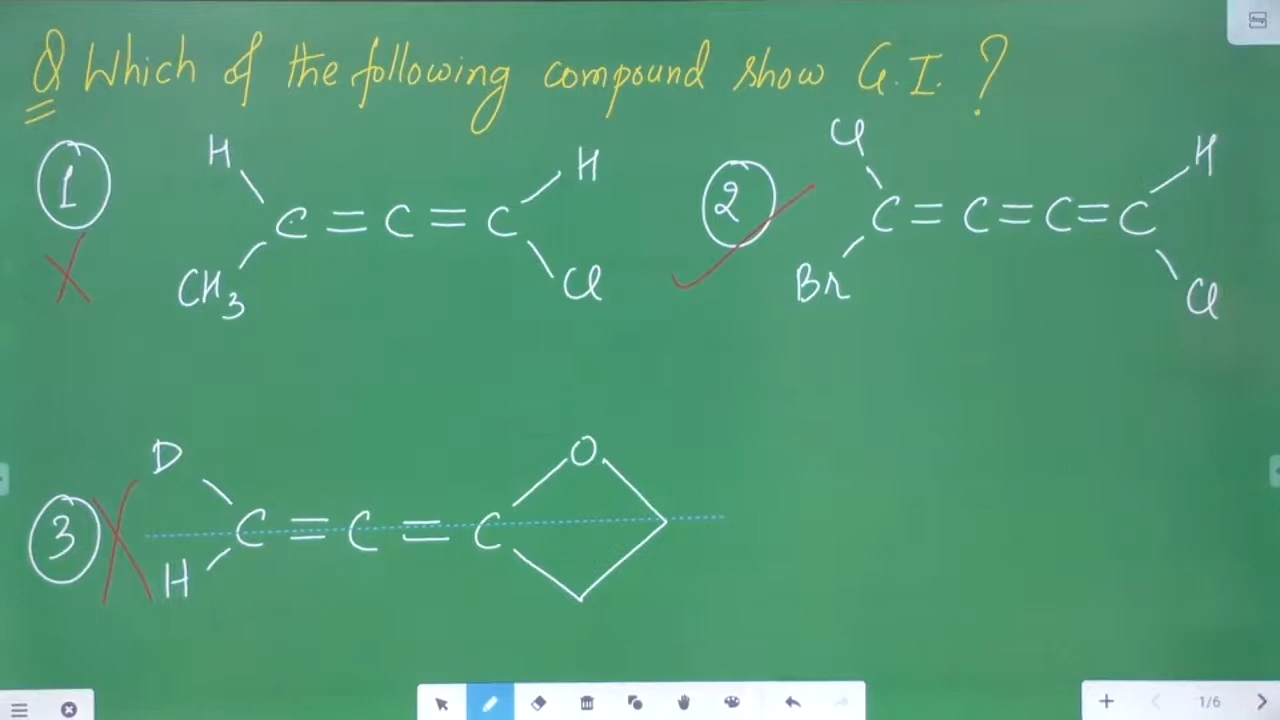 Q Which of the following compound show G.I. ?
1
H
H
C = C = C
CH3
Cl
2
Cl
H
C = C = C = C
Br
Cl
3
D
O
C = C = C
H
1/6